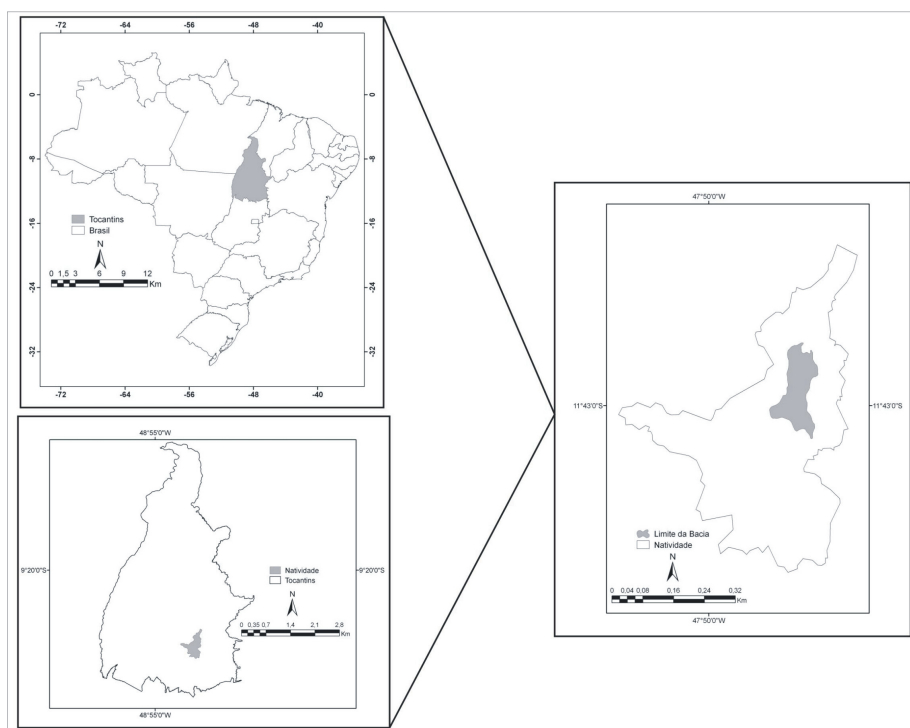 -72 -64 -56 -48 -40
0 0
-8 -8
-16 -16
-24 -24
-32 -32
Tocantins
Brasil
N
0 1,5 3 6 9 12
Km
-72 -64 -56 -48 -40
48°55'0"W
9°20'0"S 9°20'0"S
Natividade
Tocantins
N
0 0,35 0,7 1,4 2,1 2,8
Km
48°55'0"W
47°50'0"W
11°43'0"S 11°43'0"S
Limite da Bacia
Natividade
N
0 0,04 0,08 0,16 0,24 0,32
Km
47°50'0"W